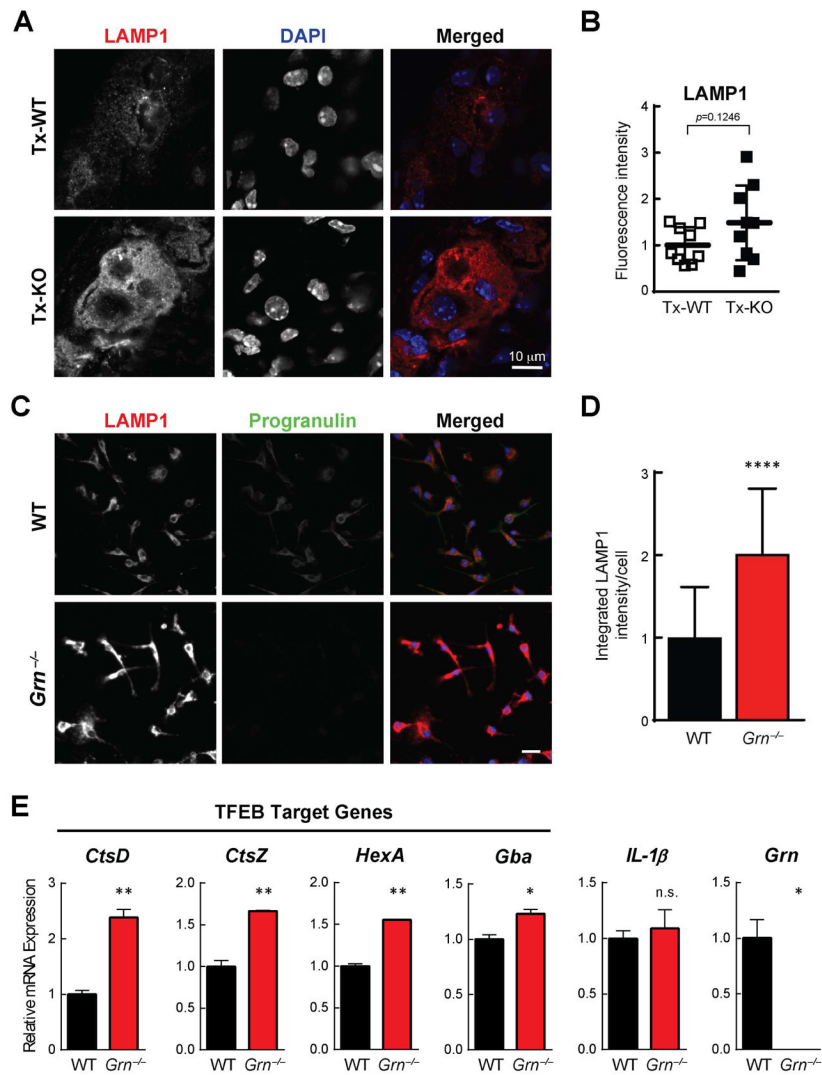 A
LAMP1 DAPI Merged
Tx-WT
Tx-KO
10 μm
B
LAMP1
p=0.1246
Fluorescence intensity
4
3
2
1
0
Tx-WT Tx-KO
C
LAMP1 Progranulin Merged
WT
Grn–/–
D
Integrated LAMP1
intensity/cell
3
2
1
0
****
WT Grn–/–
E
TFEB Target Genes
CtsD CtsZ HexA Gba IL-1β Grn
Relative mRNA Expression
3
2
1
0
**
WT Grn–/–
2.0
1.5
1.0
0.5
0.0
**
WT Grn–/–
2.0
1.5
1.0
0.5
0.0
**
WT Grn–/–
1.5
1.0
0.5
0.0
*
WT Grn–/–
1.5
1.0
0.5
0.0
n.s.
WT Grn–/–
1.5
1.0
0.5
0.0
*
WT Grn–/–